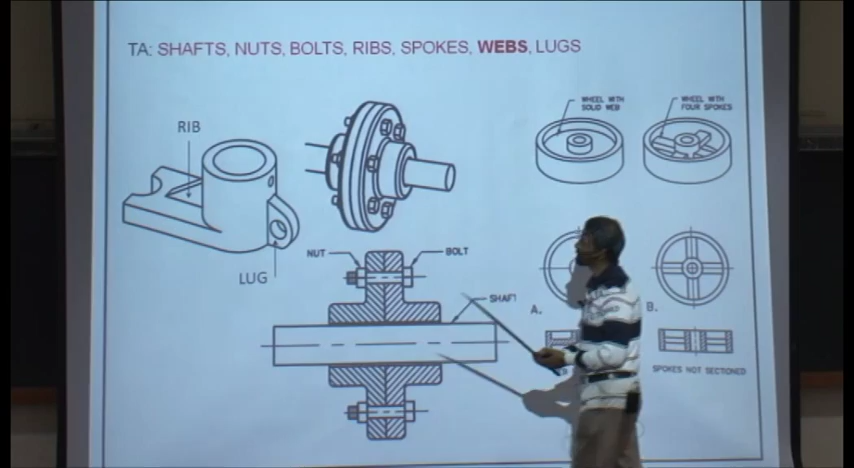 TA: SHAFTS, NUTS, BOLTS, RIBS, SPOKES, WEBS, LUGS
RIB
LUG
NUT
BOLT
SHAFT
WHEEL WITH
SOLID WEB
WHEEL WITH
FOUR SPOKES
A.
B.
SPOKES NOT SECTIONED